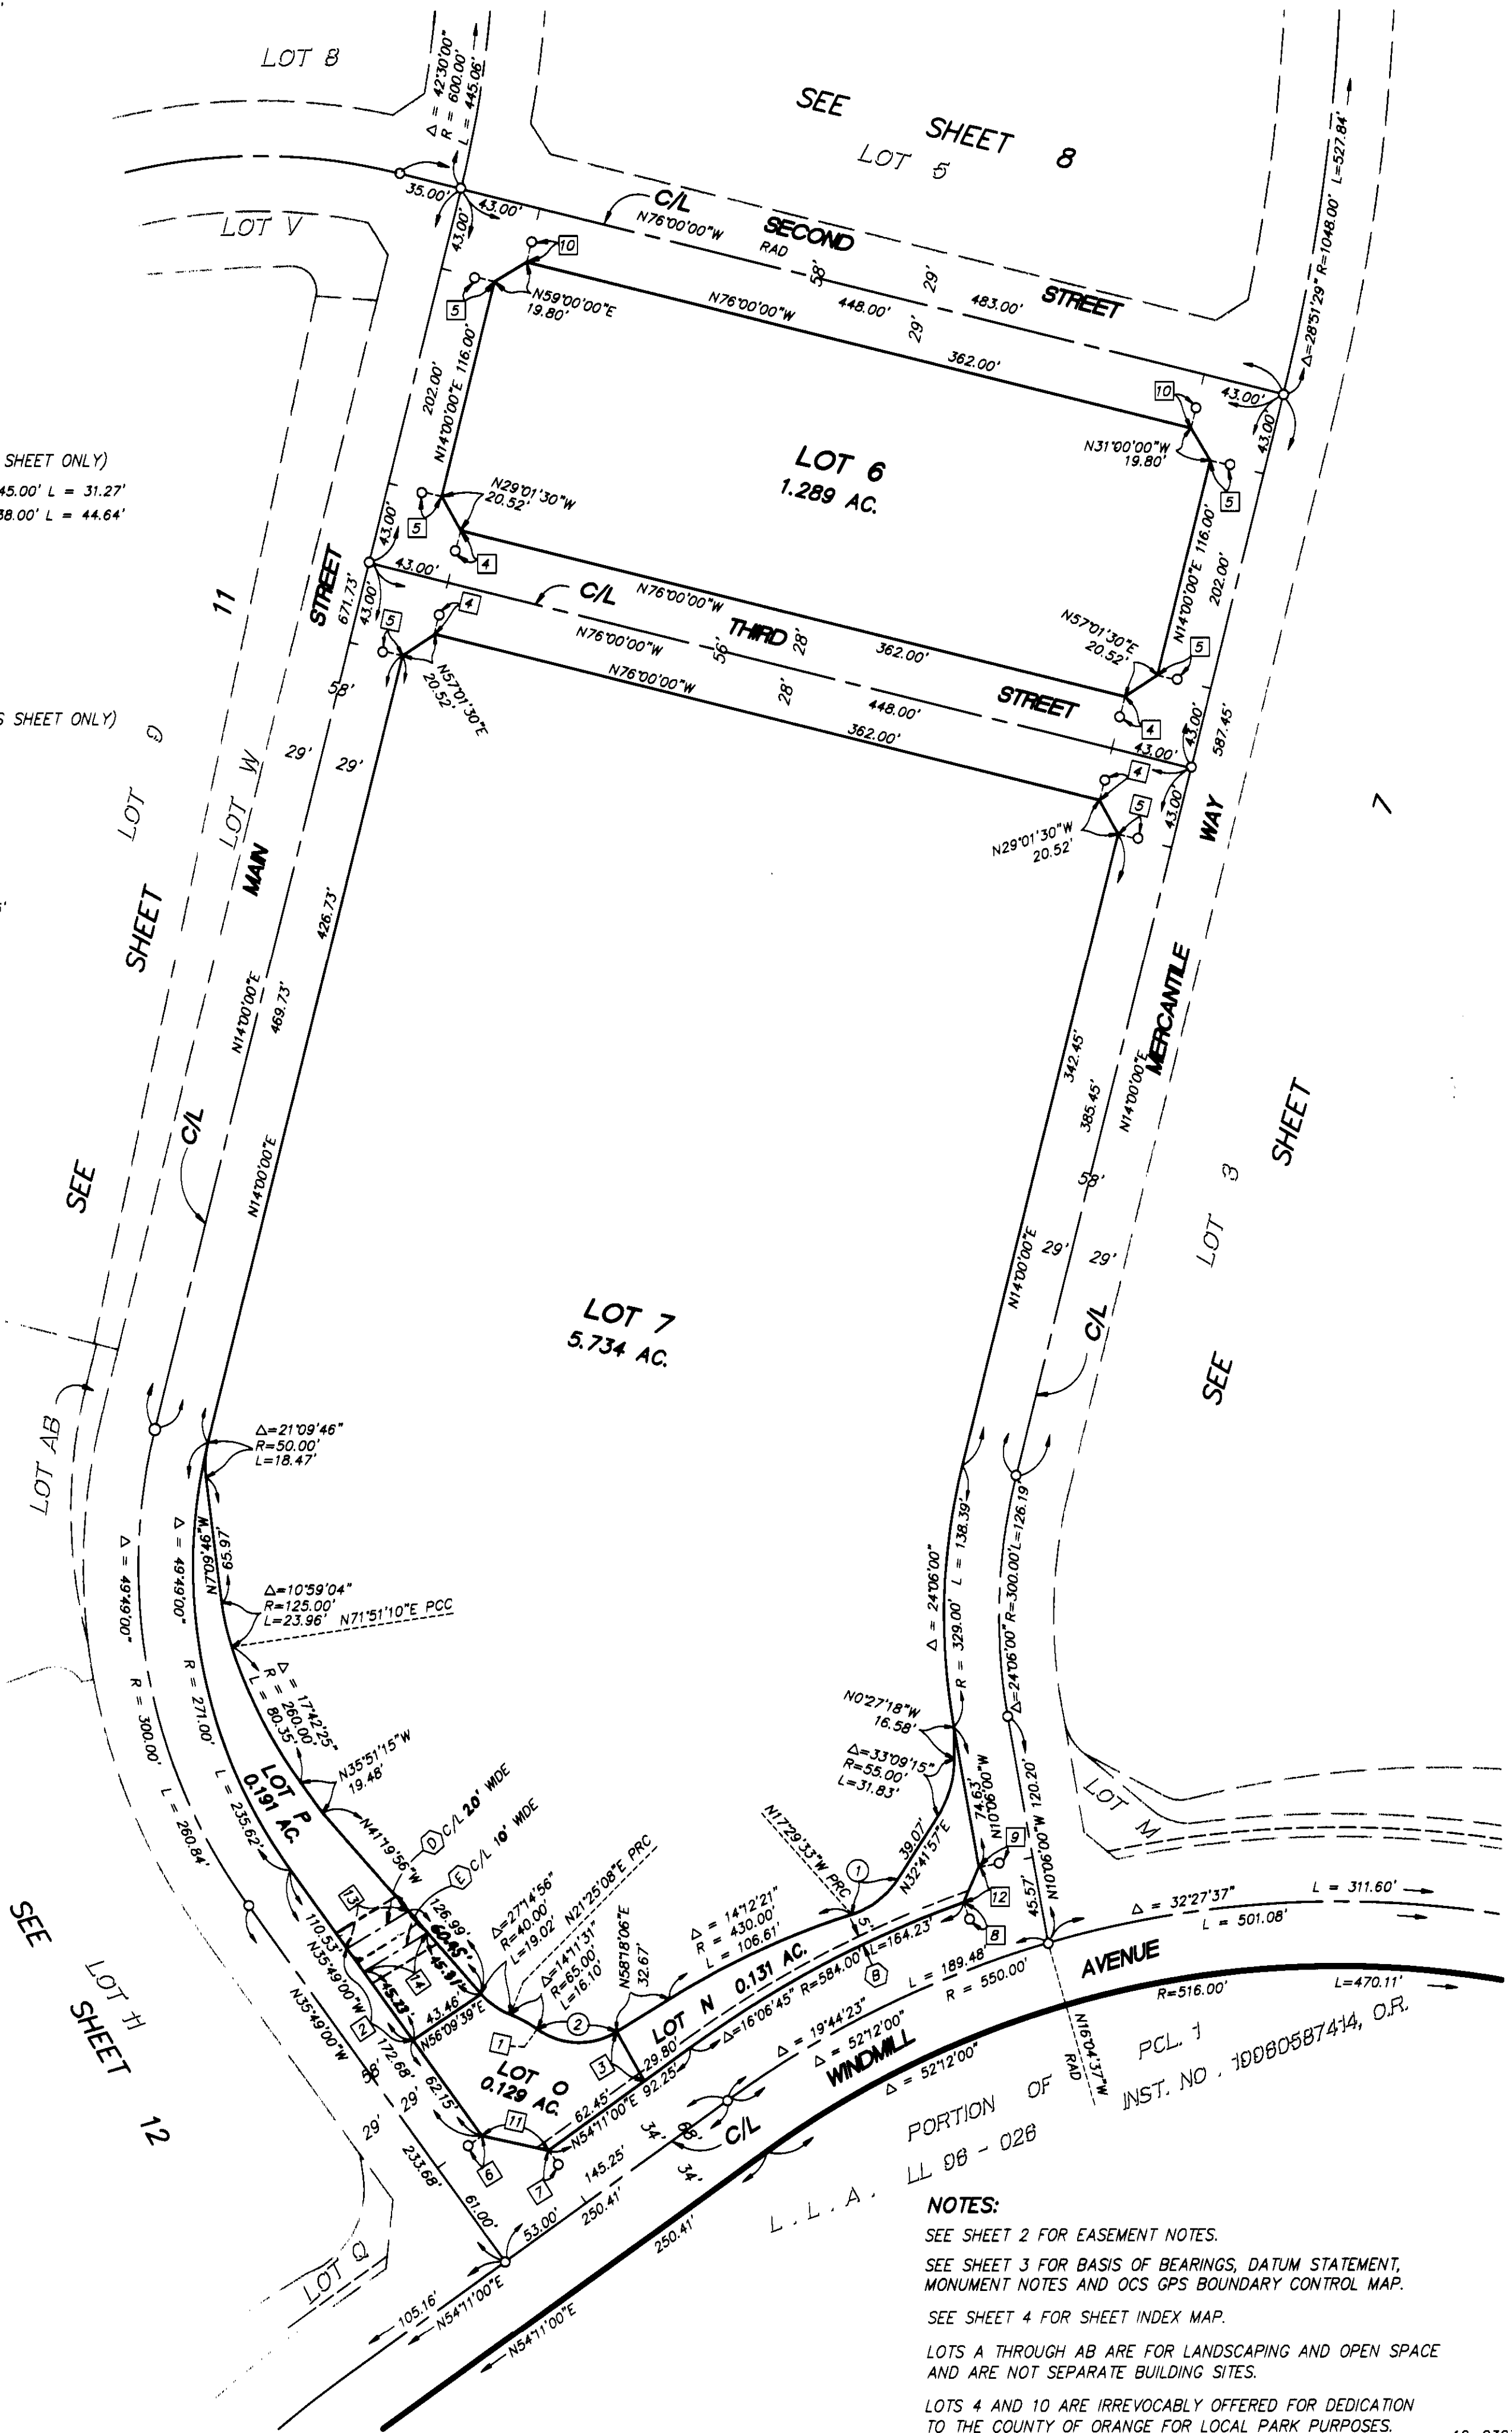 LOT 8
Δ = 42°30'00"
R = 600.00'
L = 445.06'
SEE SHEET 8
LOT 5
Δ=28°51'29" R=1048.00' L=527.84'
35.00'
43.00'
43.00'
C/L
N76°00'00"W
RAD
SECOND STREET
58'
29'
29'
448.00'
483.00'
LOT V
10
5
N59°00'00"E
19.80'
N76°00'00"W
362.00'
43.00'
43.00'
10
N31°00'00"W
19.80'
5
202.00'
N14°00'00"E 116.00'
LOT 6
1.289 AC.
N14°00'00"E 116.00'
202.00'
SHEET ONLY)
45.00' L = 31.27'
38.00' L = 44.64'
N29°01'30"W
20.52'
5
4
43.00'
43.00'
43.00'
671.73'
STREET
11
C/L
N76°00'00"W
362.00'
THIRD STREET
N76°00'00"W
56'
28'
28'
448.00'
N57°01'30"E
20.52'
5
4
43.00'
43.00'
587.45'
5
4
N57°01'30"E
20.52'
N76°00'00"W
362.00'
4
5
N29°01'30"W
20.52'
43.00'
WAY
7
S SHEET ONLY)
58'
29'
29'
LOT G
LOT W
MAIN
SHEET
426.73'
N14°00'00"E
469.73'
342.45'
385.45'
MERCANTILE
N14°00'00"E
SHEET
C/L
SEE
N14°00'00"E
58'
29'
29'
N14°00'00"E
LOT 3
LOT 7
5.734 AC.
C/L
SEE
LOT AB
Δ=21°09'46"
R=50.00'
L=18.47'
N7°09'46"W
65.97'
Δ = 49°49'00"
R = 300.00'
L = 260.84'
Δ = 49°49'00"
R = 271.00'
L = 235.62'
Δ=10°59'04"
R=125.00'
L=23.96'
N71°51'10"E PCC
Δ = 17°42'25"
R = 260.00'
L = 80.35'
N35°51'15"W
19.48'
Δ = 24°06'00"
R = 329.00' L = 138.39'
Δ=24°06'00" R=300.00' L=126.19'
N0°27'18"W
16.58'
Δ=33°09'15"
R=55.00'
L=31.83'
74.63'
N10°06'00"W
N10°06'00"W 120.20'
45.57'
LOT M
LOT P
0.191 AC.
N41°19'56"W
126.99'
D C/L 20' WIDE
E C/L 10' WIDE
Δ=27°14'56"
R=40.00'
L=19.02'
N21°25'08"E PRC
Δ=14°11'31"
R=65.00'
L=16.10'
N58°18'06"E
32.67'
Δ = 14°12'21"
R = 430.00'
L = 106.61'
N17°29'33"W PRC
1
39.07'
N32°41'57"E
9
12
8
13
14
110.53'
N35°49'00"W
43.46'
N56°09'39"E
2
172.68'
N35°49'00"W
58'
29'
29'
62.15'
1
2
3
LOT O
0.129 AC.
LOT N 0.131 AC.
5'
29.80'
62.45'
N54°11'00"E 92.25'
Δ=16°06'45" R=584.00' L=164.23'
B
L = 189.48'
R = 550.00'
Δ = 19°44'23"
Δ = 52°12'00"
Δ = 32°27'37"
L = 311.60'
L = 501.08'
WINDMILL AVENUE
Δ = 52°12'00"
R=516.00'
L=470.11'
N16°04'37"W
RAD
SEE SHEET 12
LOT H
11
6
7
233.68'
61.00'
53.00'
145.25'
250.41'
34'
68'
34'
C/L
250.41'
LOT Q
105.16'
N54°11'00"E
N54°11'00"E
PORTION OF PCL. 1
L.L.A. LL 96 - 026 INST. NO. 19980587414, O.R.
NOTES:
SEE SHEET 2 FOR EASEMENT NOTES.
SEE SHEET 3 FOR BASIS OF BEARINGS, DATUM STATEMENT,
MONUMENT NOTES AND OCS GPS BOUNDARY CONTROL MAP.
SEE SHEET 4 FOR SHEET INDEX MAP.
LOTS A THROUGH AB ARE FOR LANDSCAPING AND OPEN SPACE
AND ARE NOT SEPARATE BUILDING SITES.
LOTS 4 AND 10 ARE IRREVOCABLY OFFERED FOR DEDICATION
TO THE COUNTY OF ORANGE FOR LOCAL PARK PURPOSES.